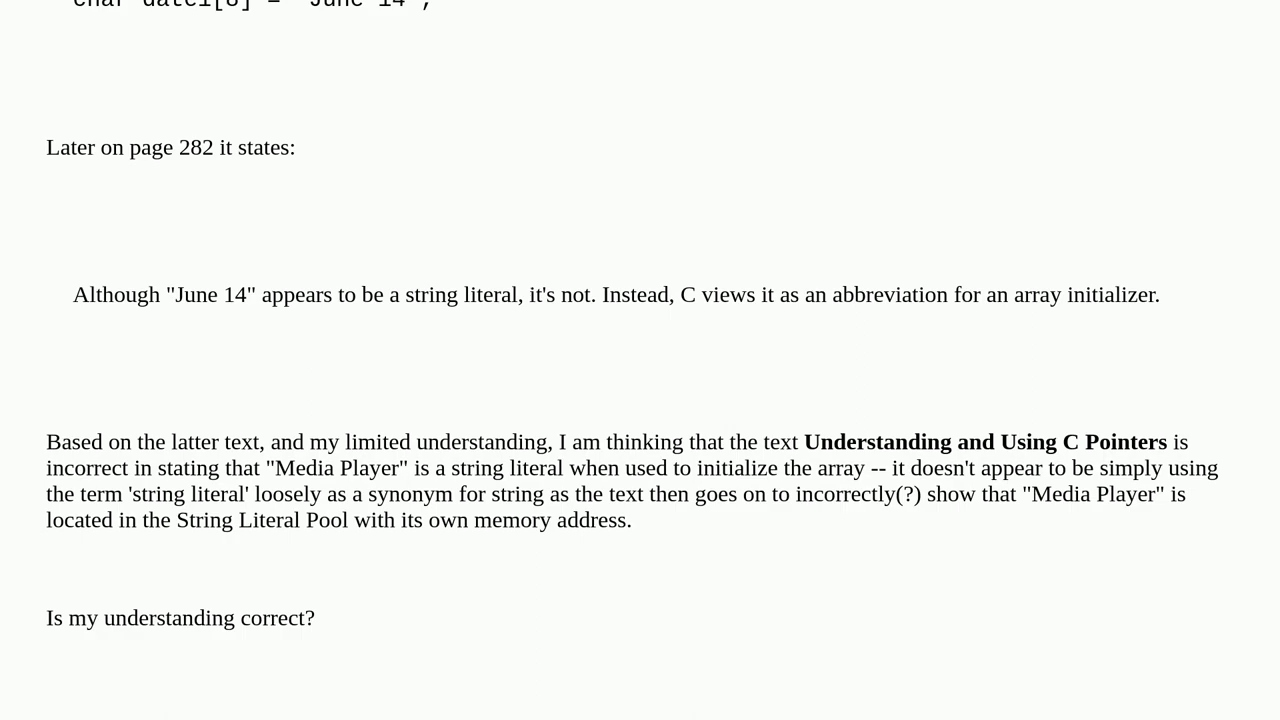 char date1[8] = "June 14";
Later on page 282 it states:
Although "June 14" appears to be a string literal, it's not. Instead, C views it as an abbreviation for an array initializer.
Based on the latter text, and my limited understanding, I am thinking that the text Understanding and Using C Pointers is
incorrect in stating that "Media Player" is a string literal when used to initialize the array -- it doesn't appear to be simply using
the term 'string literal' loosely as a synonym for string as the text then goes on to incorrectly(?) show that "Media Player" is
located in the String Literal Pool with its own memory address.
Is my understanding correct?